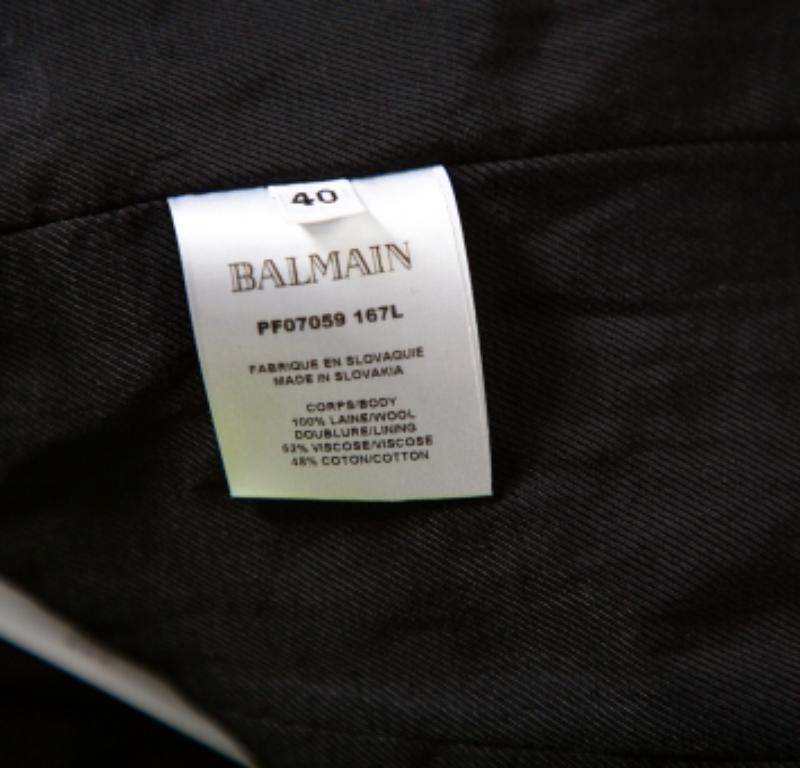 40
BALMAIN
PF07059 167L
FABRIQUE EN SLOVAQUIE
MADE IN SLOVAKIA
CORPS/BODY
100% LAINE/WOOL
DOUBLURE/LINING
52% VISCOSE/VISCOSE
48% COTON/COTTON